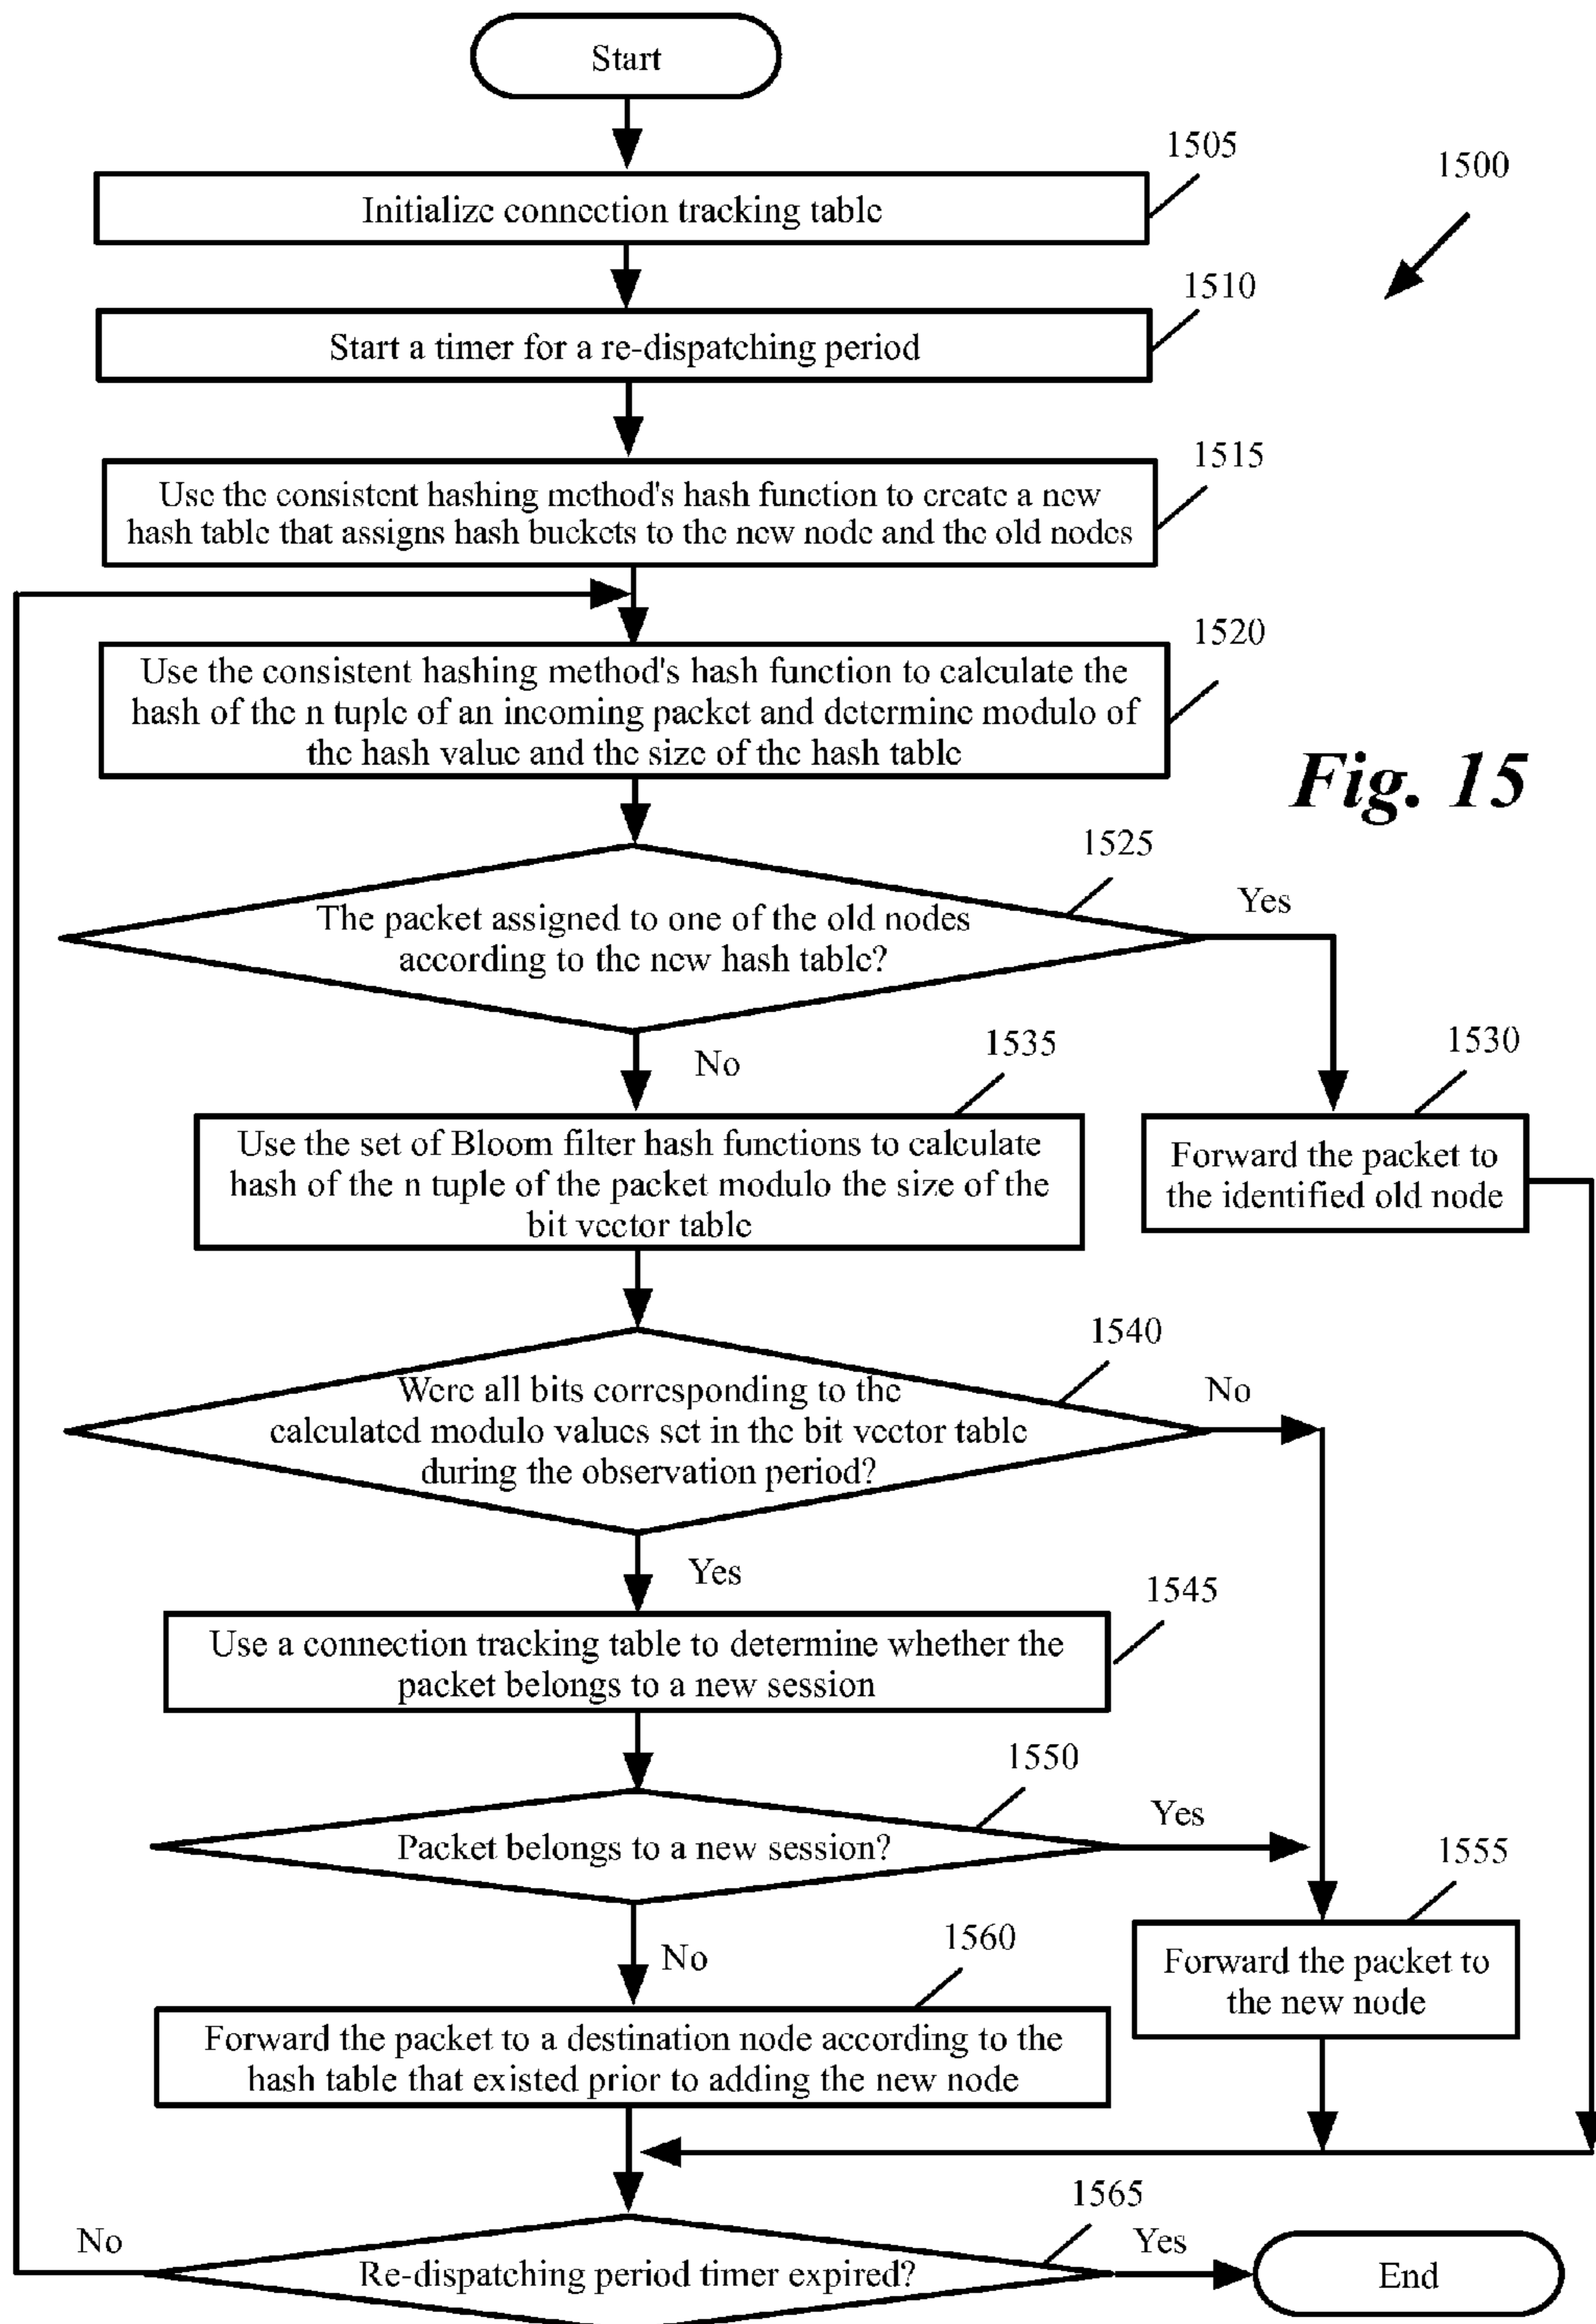 Start
1505
1500
Initialize connection tracking table
1510
Start a timer for a re-dispatching period
1515
Use the consistent hashing method's hash function to create a new
hash table that assigns hash buckets to the new node and the old nodes
1520
Use the consistent hashing method's hash function to calculate the
hash of the n tuple of an incoming packet and determine modulo of
the hash value and the size of the hash table
Fig. 15
1525
Yes
The packet assigned to one of the old nodes
according to the new hash table?
1535
1530
No
Use the set of Bloom filter hash functions to calculate
hash of the n tuple of the packet modulo the size of the
bit vector table
Forward the packet to
the identified old node
1540
No
Were all bits corresponding to the
calculated modulo values set in the bit vector table
during the observation period?
Yes
1545
Use a connection tracking table to determine whether the
packet belongs to a new session
1550
Yes
Packet belongs to a new session?
1555
No
1560
Forward the packet to
the new node
Forward the packet to a destination node according to the
hash table that existed prior to adding the new node
1565
No
Yes
Re-dispatching period timer expired?
End